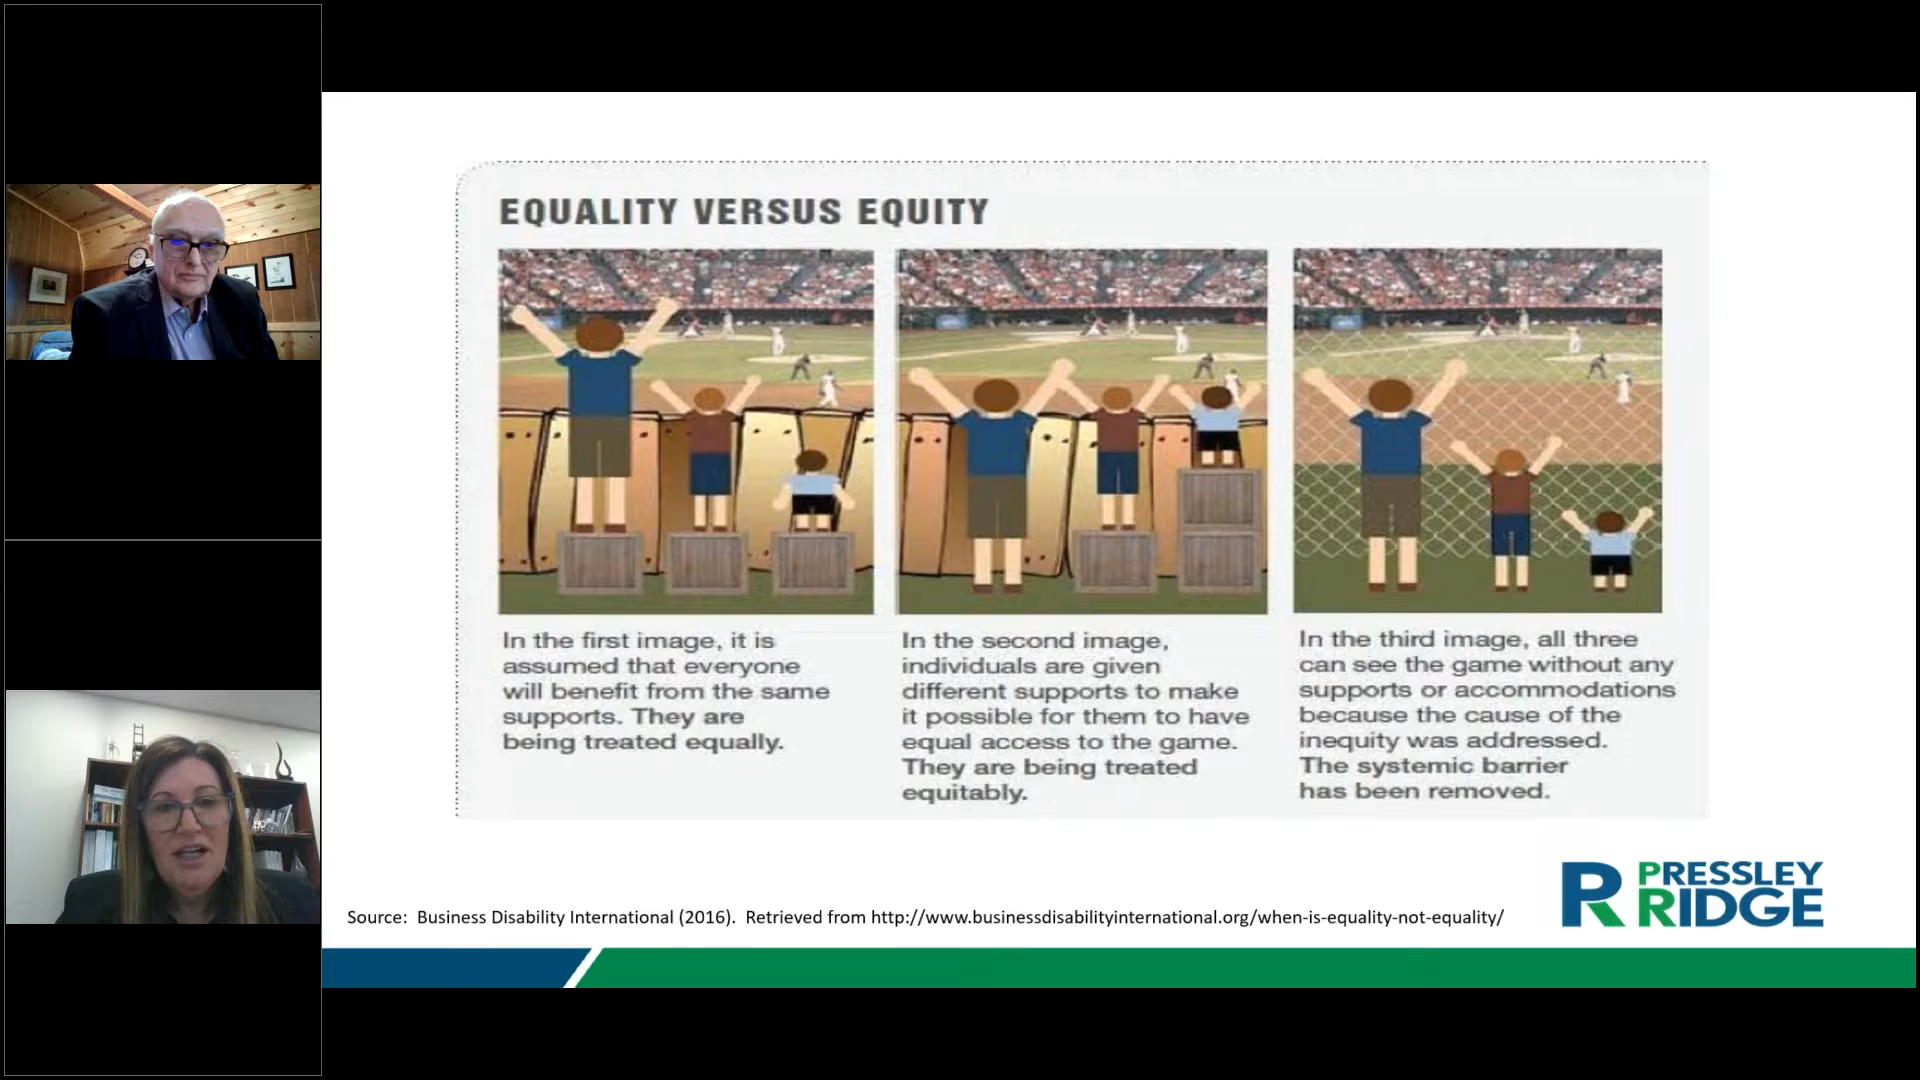 EQUALITY VERSUS EQUITY
In the first image, it is
assumed that everyone
will benefit from the same
supports. They are
being treated equally.
In the second image,
individuals are given
different supports to make
it possible for them to have
equal access to the game.
They are being treated
equitably.
In the third image, all three
can see the game without any
supports or accommodations
because the cause of the
inequity was addressed.
The systemic barrier
has been removed.
Source:  Business Disability International (2016).  Retrieved from http://www.businessdisabilityinternational.org/when-is-equality-not-equality/
R
PRESSLEY
RIDGE